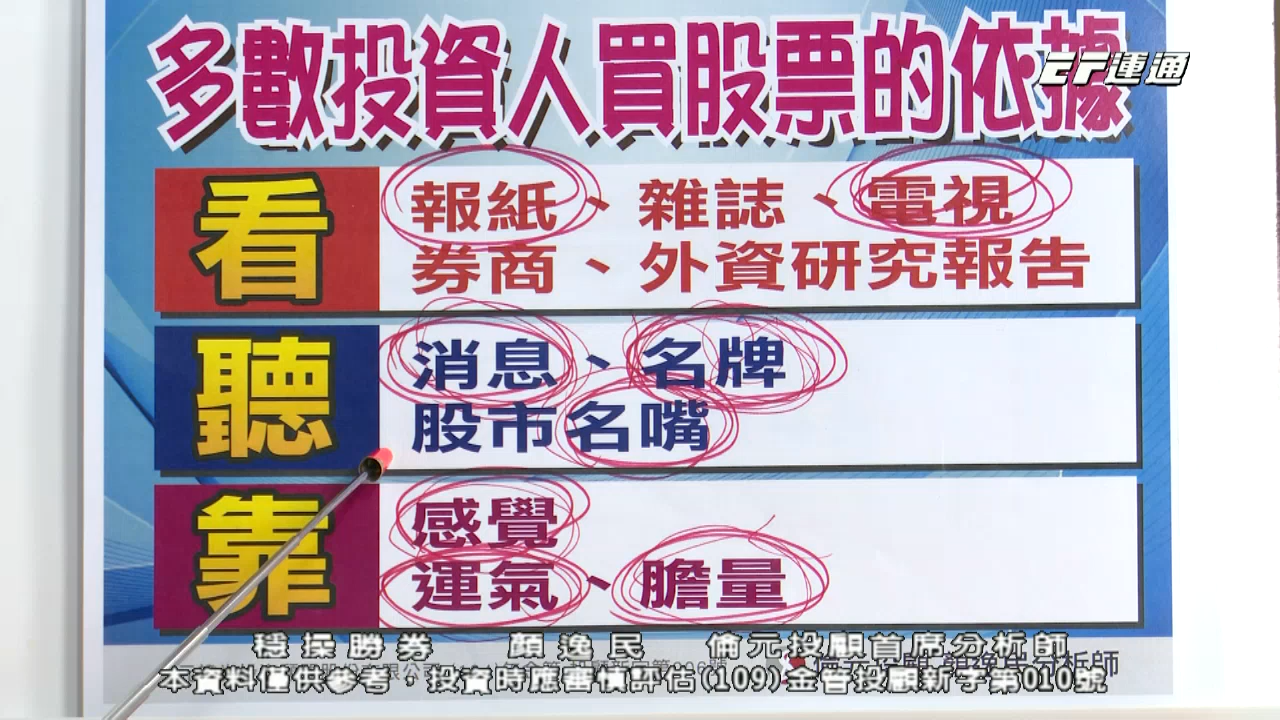 多數投資人買股票的依據
EF運通
看
報紙、雜誌、電視
券商、外資研究報告
聽
消息、名牌
股市名嘴
靠
感覺
運氣、膽量
穩操勝券 顏逸民 倫元投顧首席分析師
本資料僅供參考,投資時應審慎評估(109)金管投顧新字第010號